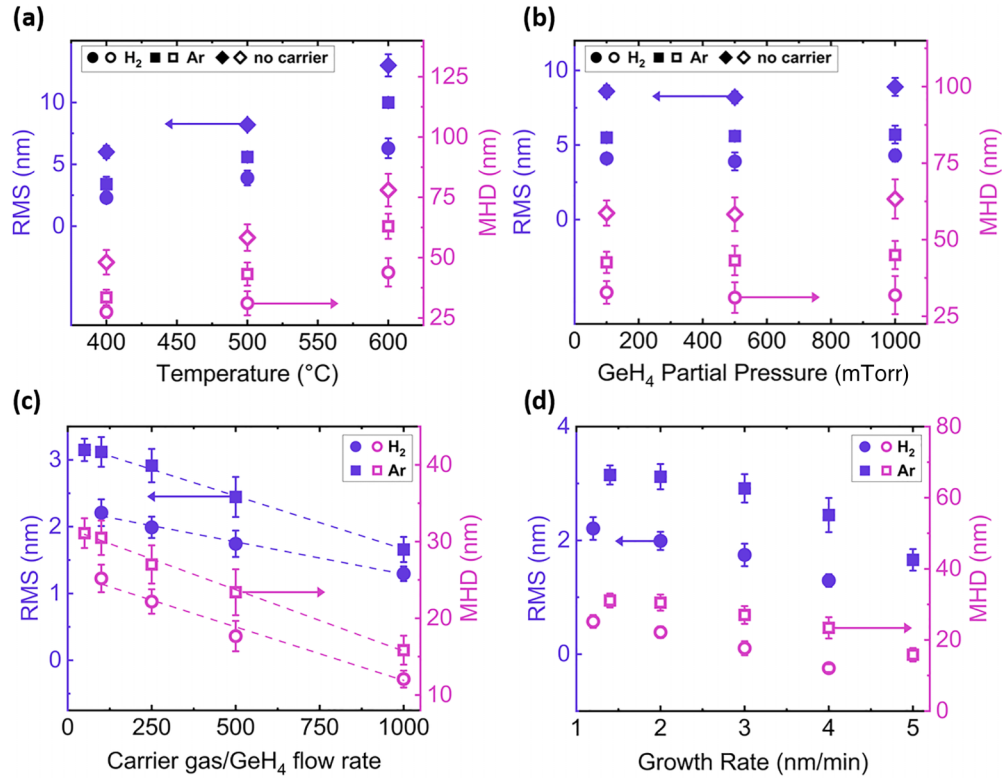 (a)
H2 Ar no carrier
RMS (nm)
10
5
0
MHD (nm)
125
100
75
50
25
400 450 500 550 600
Temperature (°C)
(b)
H2 Ar no carrier
RMS (nm)
10
5
0
MHD (nm)
100
75
50
25
0 200 400 600 800 1000
GeH4 Partial Pressure (mTorr)
(c)
H2
Ar
RMS (nm)
3
2
1
0
MHD (nm)
40
30
20
10
0 250 500 750 1000
Carrier gas/GeH4 flow rate
(d)
H2
Ar
RMS (nm)
4
2
0
MHD (nm)
80
60
40
20
0
1 2 3 4 5
Growth Rate (nm/min)